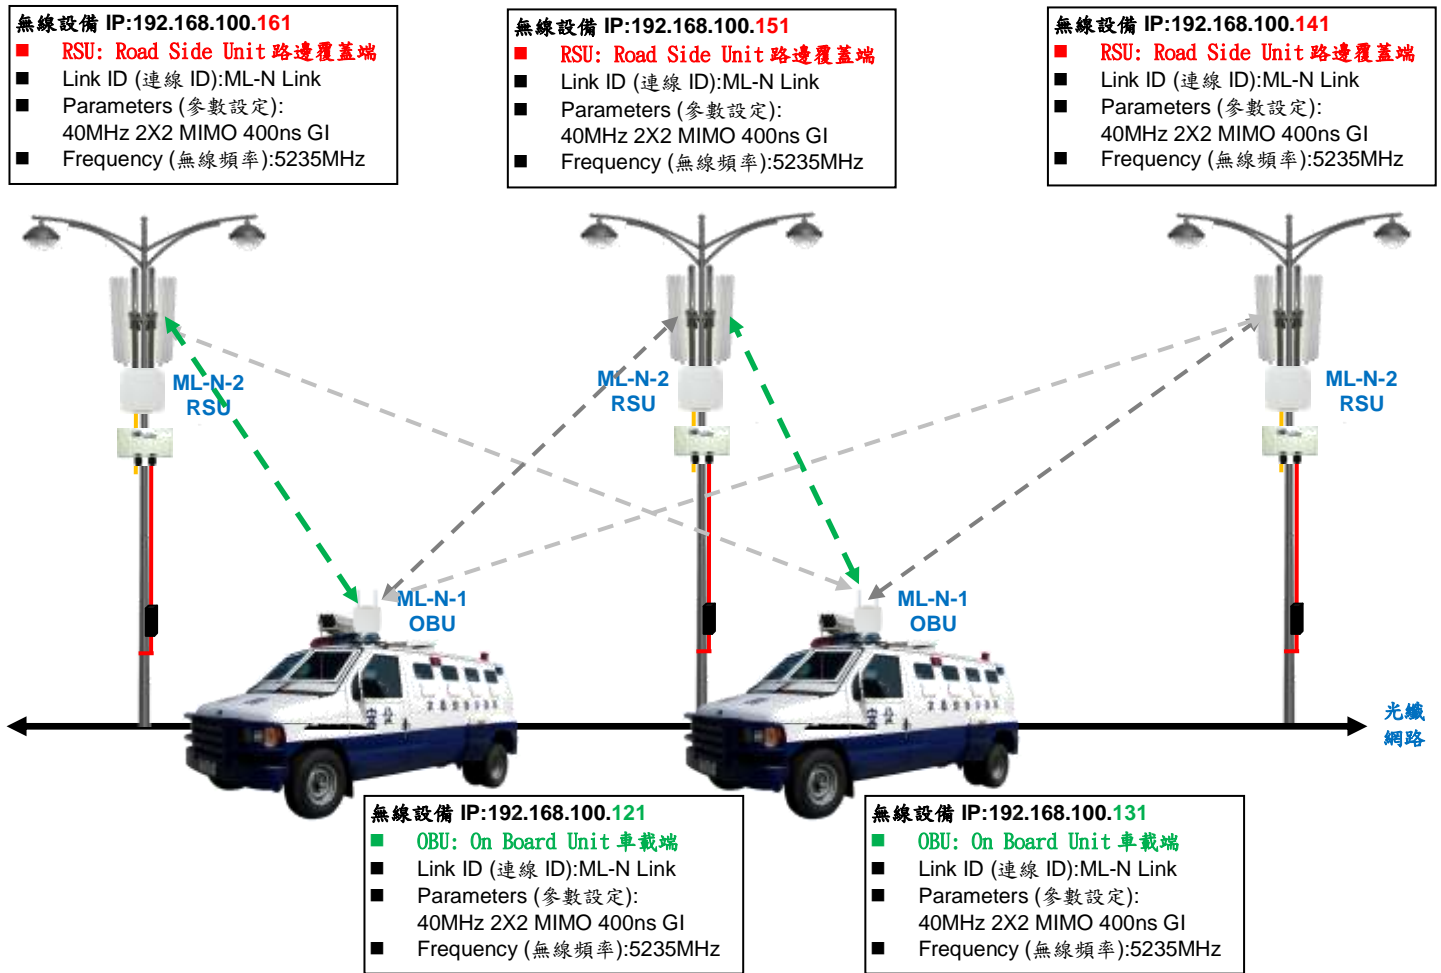 無線設備 IP:192.168.100.161
RSU: Road Side Unit 路邊覆蓋端
Link ID (連線 ID):ML-N Link
Parameters (參數設定):
40MHz 2X2 MIMO 400ns GI
Frequency (無線頻率):5235MHz
無線設備 IP:192.168.100.151
RSU: Road Side Unit 路邊覆蓋端
Link ID (連線 ID):ML-N Link
Parameters (參數設定):
40MHz 2X2 MIMO 400ns GI
Frequency (無線頻率):5235MHz
無線設備 IP:192.168.100.141
RSU: Road Side Unit 路邊覆蓋端
Link ID (連線 ID):ML-N Link
Parameters (參數設定):
40MHz 2X2 MIMO 400ns GI
Frequency (無線頻率):5235MHz
ML-N-2
RSU
ML-N-2
RSU
ML-N-2
RSU
ML-N-1
OBU
ML-N-1
OBU
光纖
網路
無線設備 IP:192.168.100.121
OBU: On Board Unit 車載端
Link ID (連線 ID):ML-N Link
Parameters (參數設定):
40MHz 2X2 MIMO 400ns GI
Frequency (無線頻率):5235MHz
無線設備 IP:192.168.100.131
OBU: On Board Unit 車載端
Link ID (連線 ID):ML-N Link
Parameters (參數設定):
40MHz 2X2 MIMO 400ns GI
Frequency (無線頻率):5235MHz